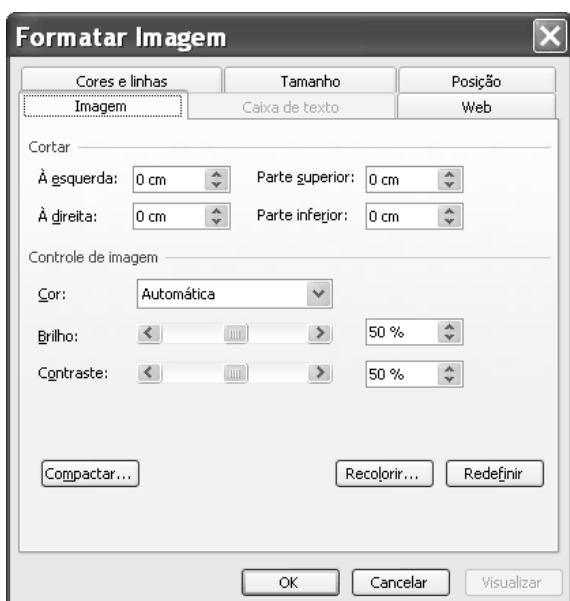 Formatar Imagem
Cores e linhas Tamanho Posição
Imagem Caixa de texto Web
Cortar
À esquerda: 0 cm Parte superior: 0 cm
À direita: 0 cm Parte inferior: 0 cm
Controle de imagem
Cor: Automática
Brilho: 50 %
Contraste: 50 %
Compactar... Recolorir... Redefinir
OK Cancelar Visualizar